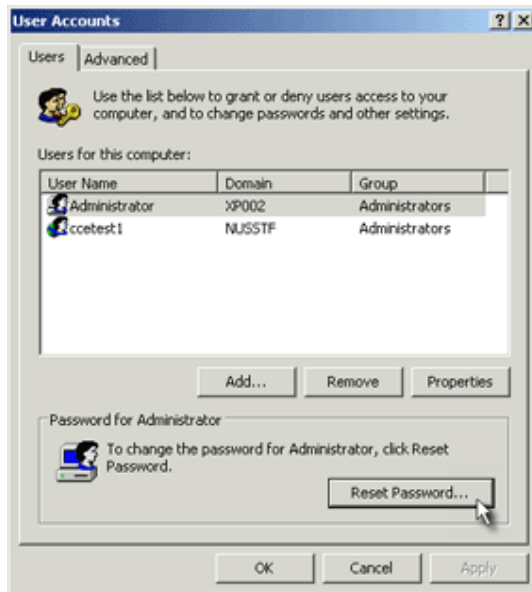 User Accounts
Users
Advanced
Use the list below to grant or deny users access to your
computer, and to change passwords and other settings.
Users for this computer:
User Name Domain Group
Administrator XP002 Administrators
ccetest1 NUSSTF Administrators
Add... Remove Properties
Password for Administrator
To change the password for Administrator, click Reset
Password.
Reset Password...
OK Cancel Apply